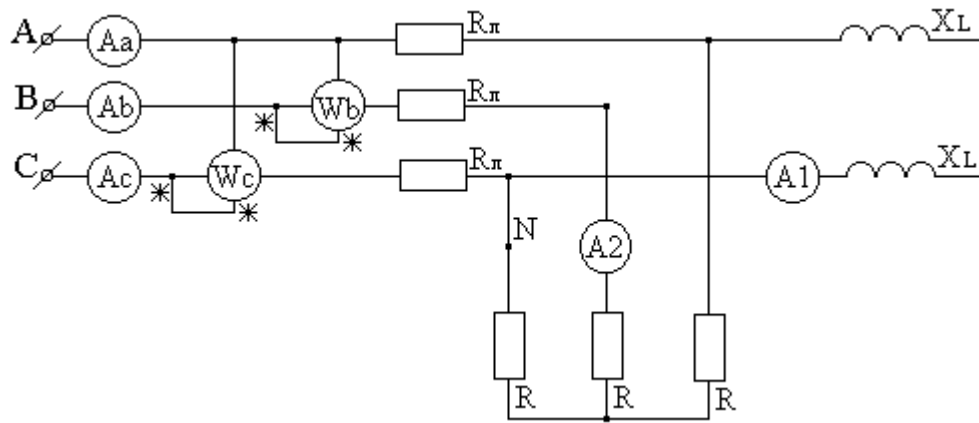 A Aa Rл XL
B Ab Wb Rл
* *
C Ac Wc Rл A1 XL
* *
N
A2
R R R